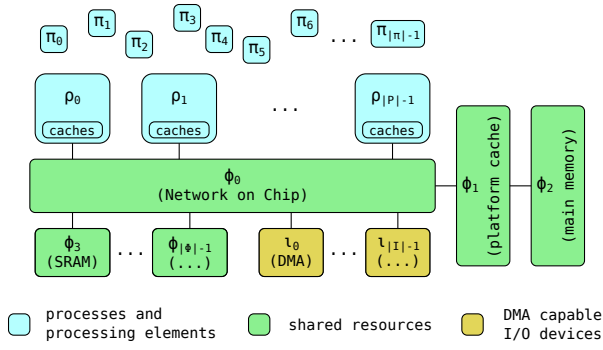 π₀ π₁ π₂ π₃ π₄ π₅ π₆ ... π|π|-1
ρ₀ ρ₁ ... ρ|P|-1
caches caches caches
ϕ₀
(Network on Chip)
ϕ₁
(platform cache)
ϕ₂
(main memory)
ϕ₃ ... ϕ|Φ|-1 ι₀ ... ι|I|-1
(SRAM) (...) (DMA) (...)
processes and
processing elements
shared resources
DMA capable
I/O devices